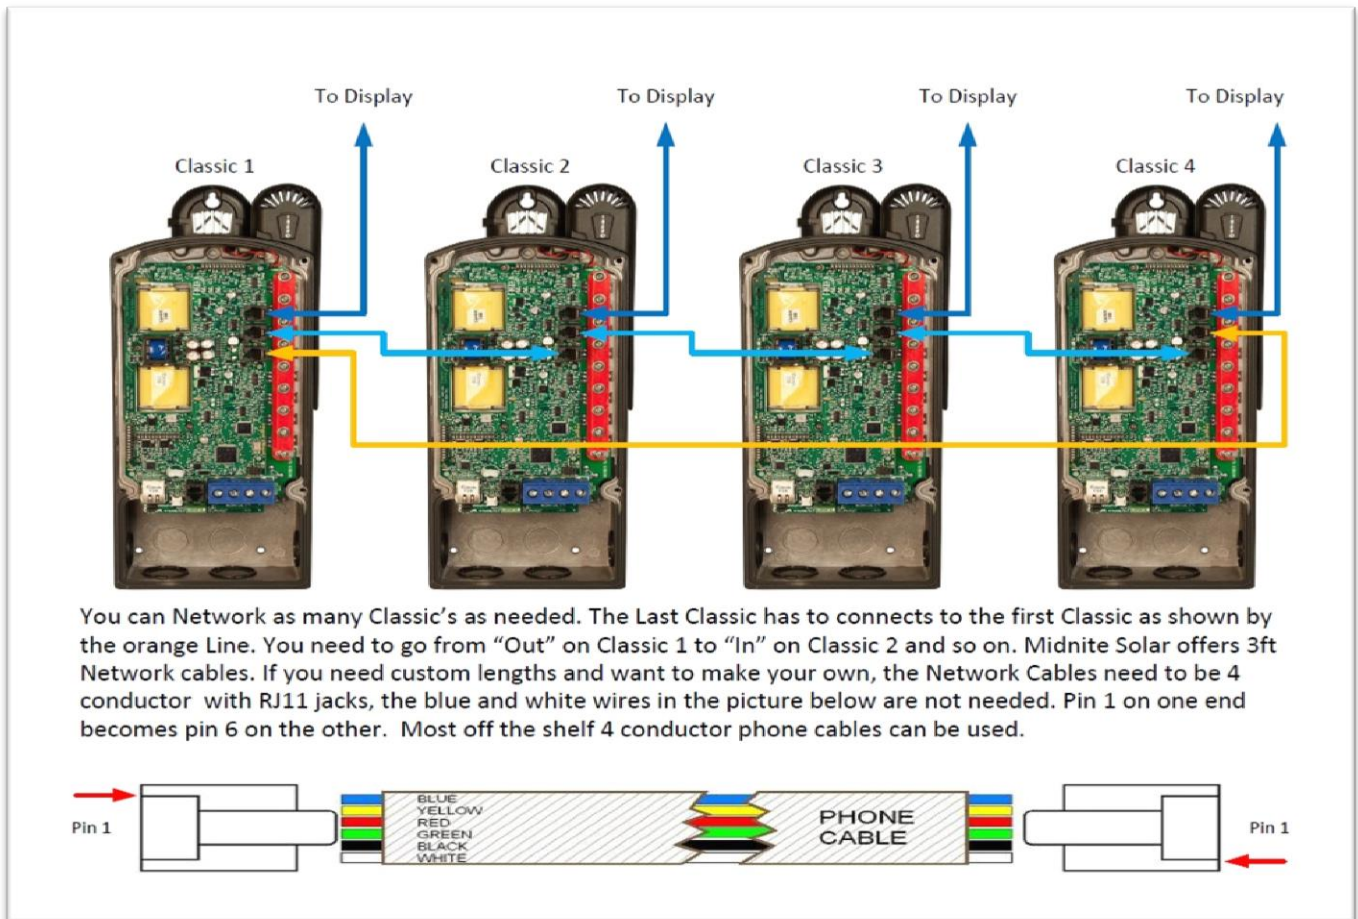 To Display
To Display
To Display
To Display
Classic 1
Classic 2
Classic 3
Classic 4
You can Network as many Classic's as needed. The Last Classic has to connects to the first Classic as shown by
the orange Line. You need to go from “Out” on Classic 1 to “In” on Classic 2 and so on. Midnite Solar offers 3ft
Network cables. If you need custom lengths and want to make your own, the Network Cables need to be 4
conductor with RJ11 jacks, the blue and white wires in the picture below are not needed. Pin 1 on one end
becomes pin 6 on the other. Most off the shelf 4 conductor phone cables can be used.
Pin 1
BLUE
YELLOW
RED
GREEN
BLACK
WHITE
PHONE
CABLE
Pin 1